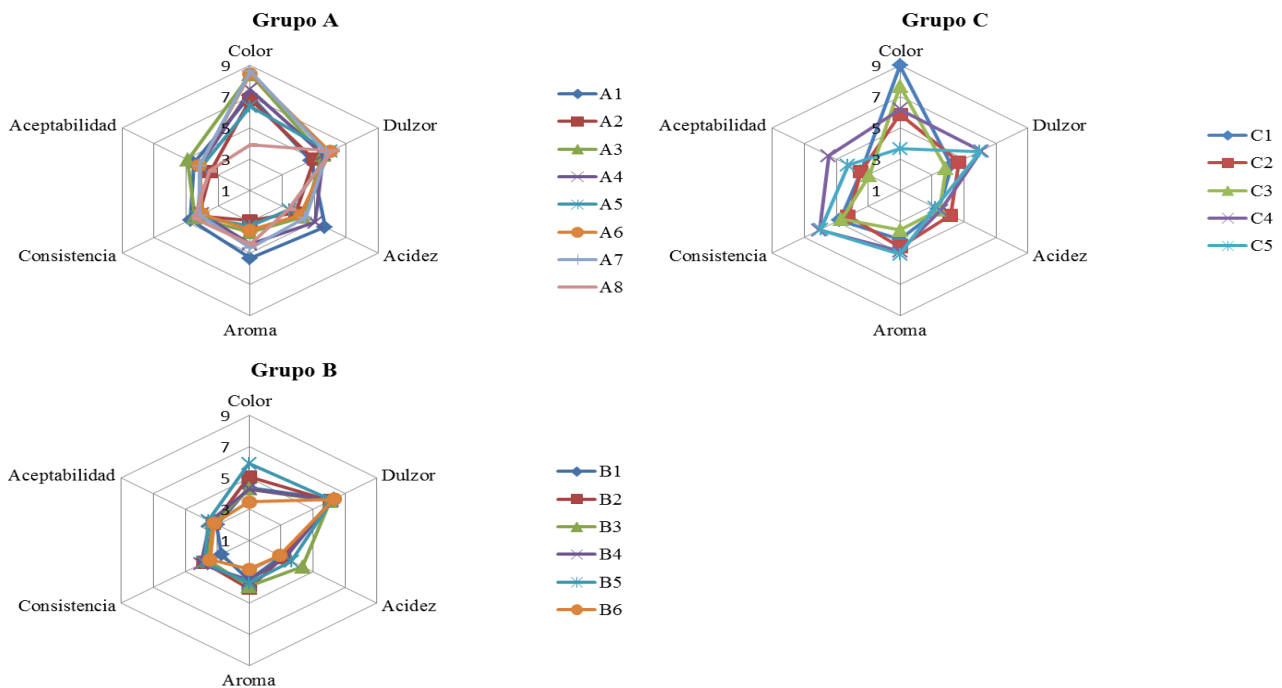 Grupo A
Color
9
7
5
3
1
Dulzor
Acidez
Aroma
Consistencia
Aceptabilidad
A1
A2
A3
A4
A5
A6
A7
A8
Grupo C
Color
9
7
5
3
1
Dulzor
Acidez
Aroma
Consistencia
Aceptabilidad
C1
C2
C3
C4
C5
Grupo B
Color
9
7
5
3
1
Dulzor
Acidez
Aroma
Consistencia
Aceptabilidad
B1
B2
B3
B4
B5
B6